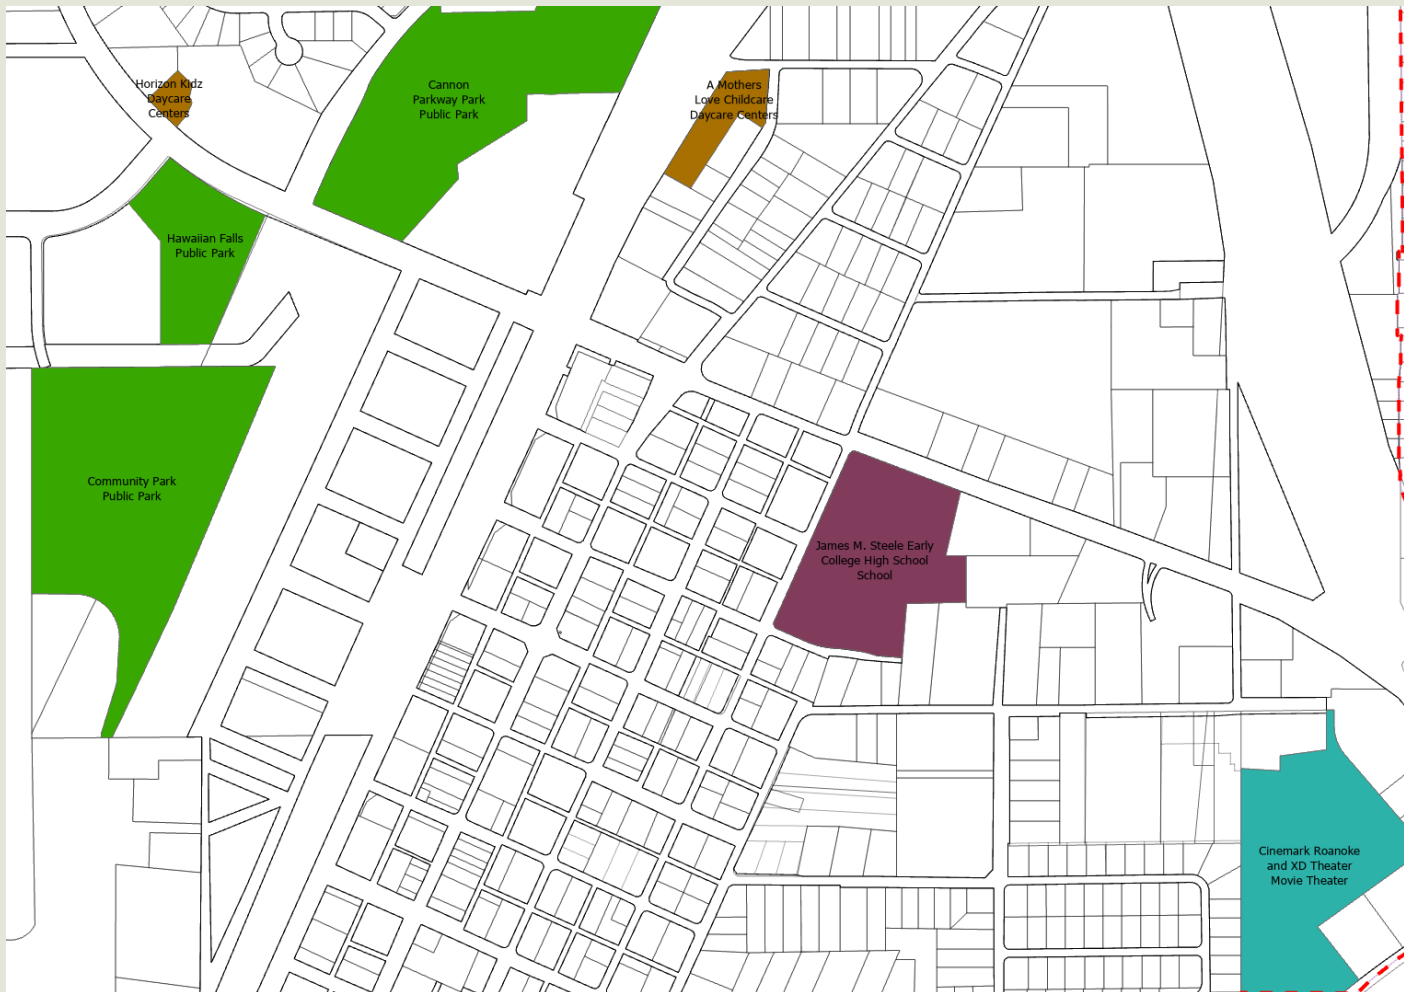 Horizon Kidz
Daycare
Centers
Cannon
Parkway Park
Public Park
A Mothers
Love Childcare
Daycare Centers
Hawaiian Falls
Public Park
Community Park
Public Park
James M. Steele Early
College High School
School
Cinemark Roanoke
and XD Theater
Movie Theater